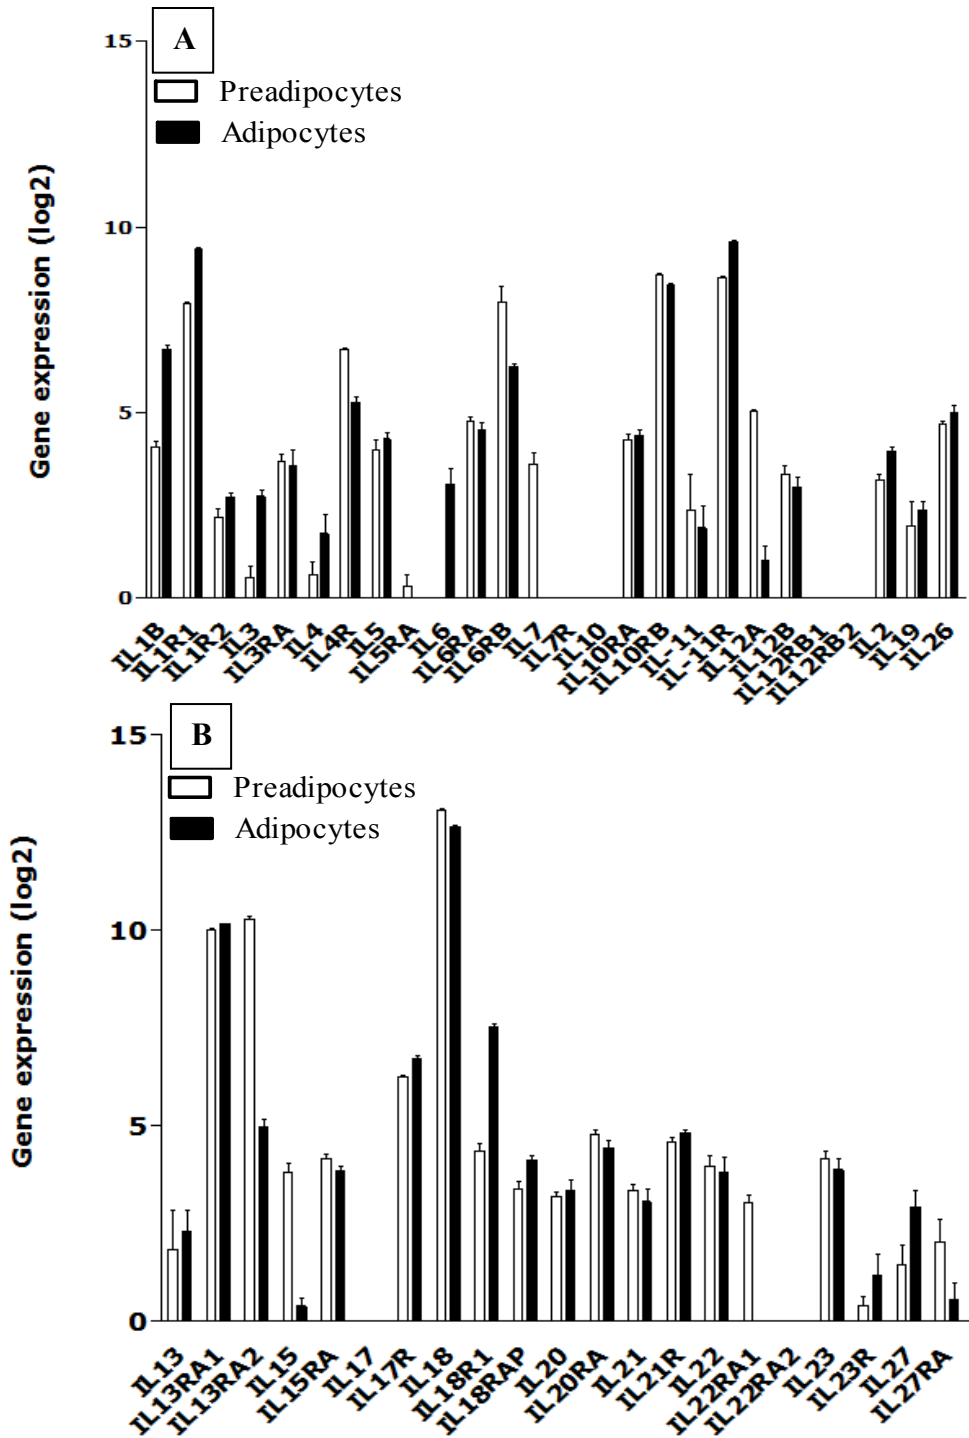 A
Preadipocytes
Adipocytes
Gene expression (log2)
15
10
5
0
IL1B
IL1R1
IL1R2
IL3
IL3RA
IL4
IL4R
IL5
IL5RA
IL6
IL6RA
IL6RB
IL7
IL7R
IL10
IL10RA
IL10RB
IL-11
IL-11R
IL12A
IL12B
IL12RB1
IL12RB2
IL2
IL19
IL26
B
Preadipocytes
Adipocytes
Gene expression (log2)
15
10
5
0
IL13
IL13RA1
IL13RA2
IL15
IL15RA
IL17
IL17R
IL18
IL18R1
IL18RAP
IL20
IL20RA
IL21
IL21R
IL22
IL22RA1
IL22RA2
IL23
IL23R
IL27
IL27RA